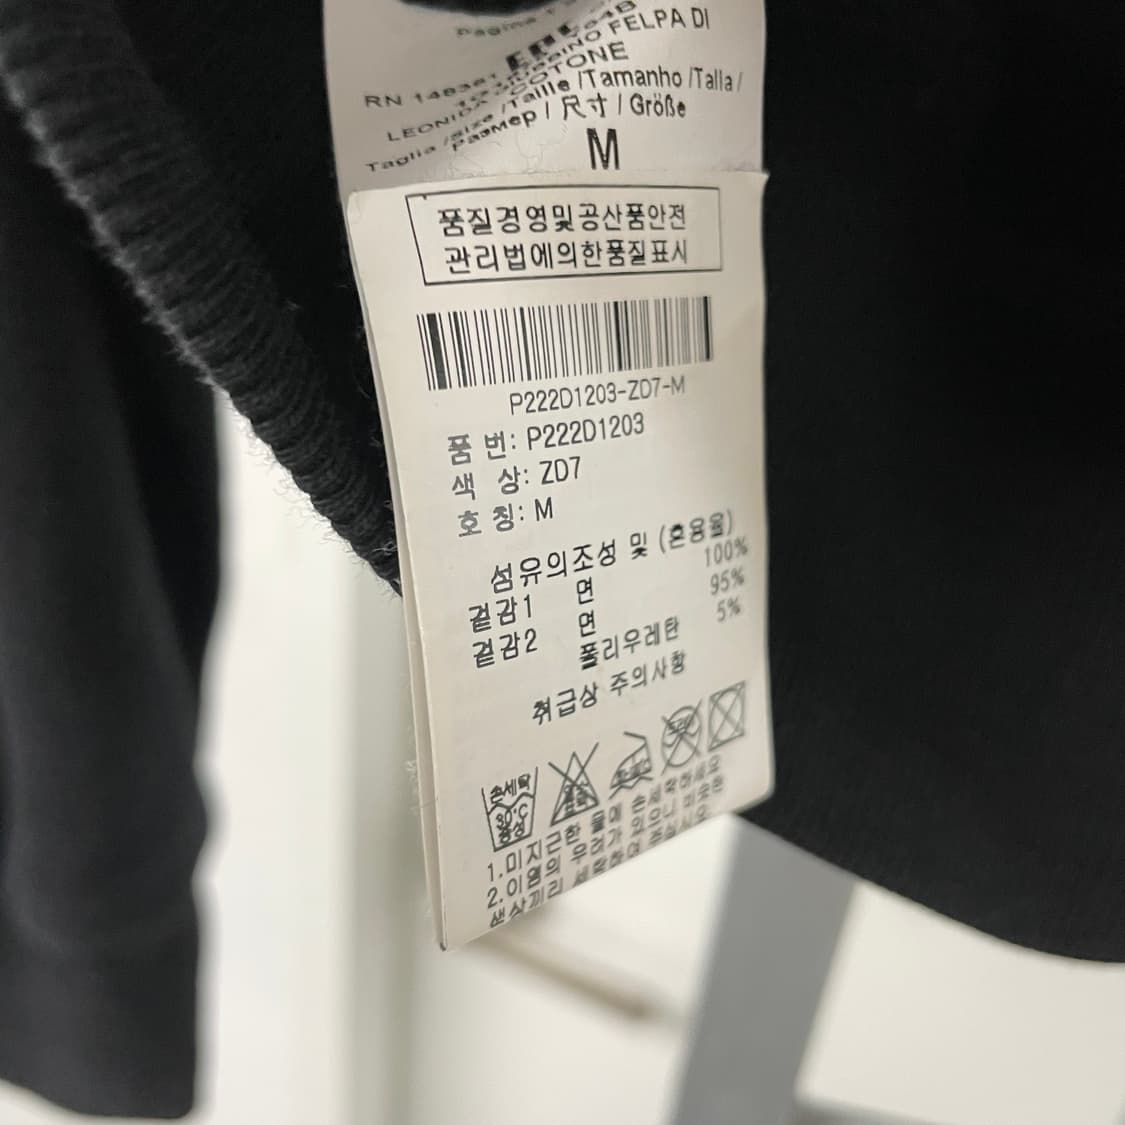 pagina 1
FELPA DI
RN 148381
LEONIDA COTONE
Taglia /size /Taille /Tamanho /Talla/
размер / 尺寸 / Größe
M
품질경영및공산품안전
관리법에의한품질표시
P222D1203-ZD7-M
품 번: P222D1203
색 상: ZD7
호 칭: M
섬유의조성 및 (혼용율)
겉감1 면 100%
겉감2 면 95%
폴리우레탄 5%
취급상 주의사항
손세탁
30°C
중성
1.미지근한 물에 손세탁하세요
2.이염의 우려가 있으니 비슷한
색상끼리 세탁하여 주십시오.